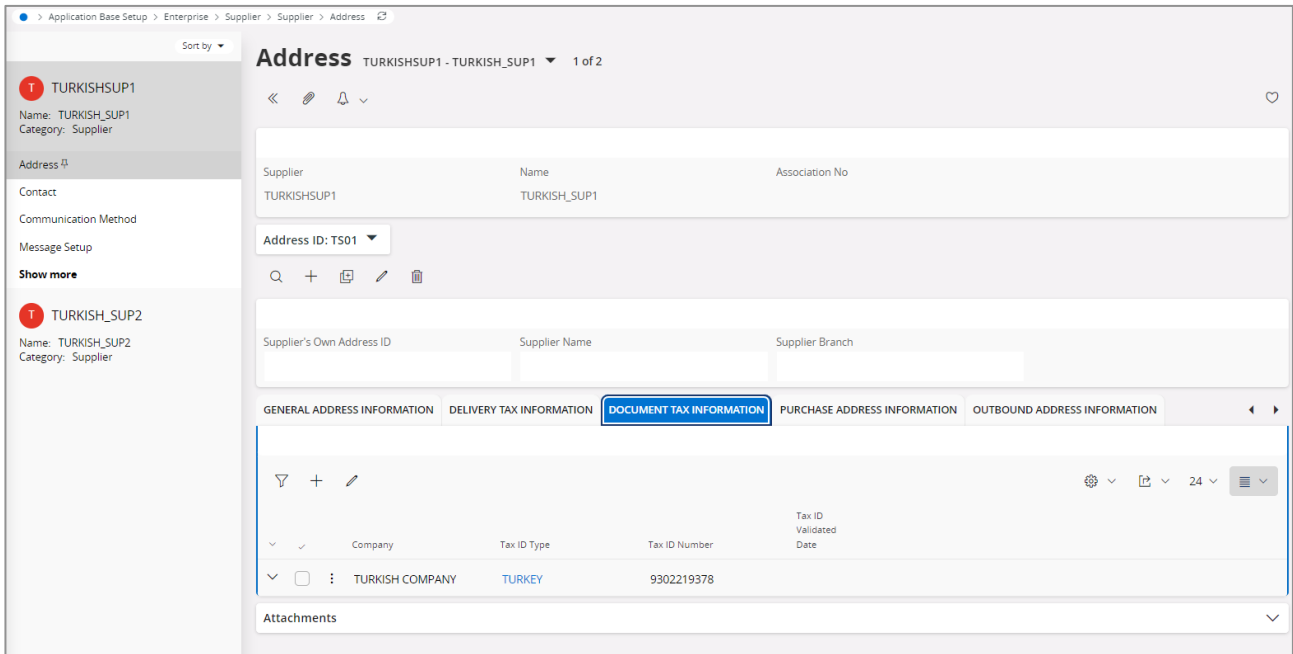 Application Base Setup > Enterprise > Supplier > Supplier > Address
Sort by
T TURKISHSUP1
Name: TURKISH_SUP1
Category: Supplier
Address
Contact
Communication Method
Message Setup
Show more
T TURKISH_SUP2
Name: TURKISH_SUP2
Category: Supplier
Address TURKISHSUP1 - TURKISH_SUP1 1 of 2
Supplier Name Association No
TURKISHSUP1 TURKISH_SUP1
Address ID: TS01
Supplier's Own Address ID Supplier Name Supplier Branch
GENERAL ADDRESS INFORMATION DELIVERY TAX INFORMATION DOCUMENT TAX INFORMATION PURCHASE ADDRESS INFORMATION OUTBOUND ADDRESS INFORMATION
24
Company Tax ID Type Tax ID Number Tax ID
Validated
Date
TURKISH COMPANY TURKEY 9302219378
Attachments